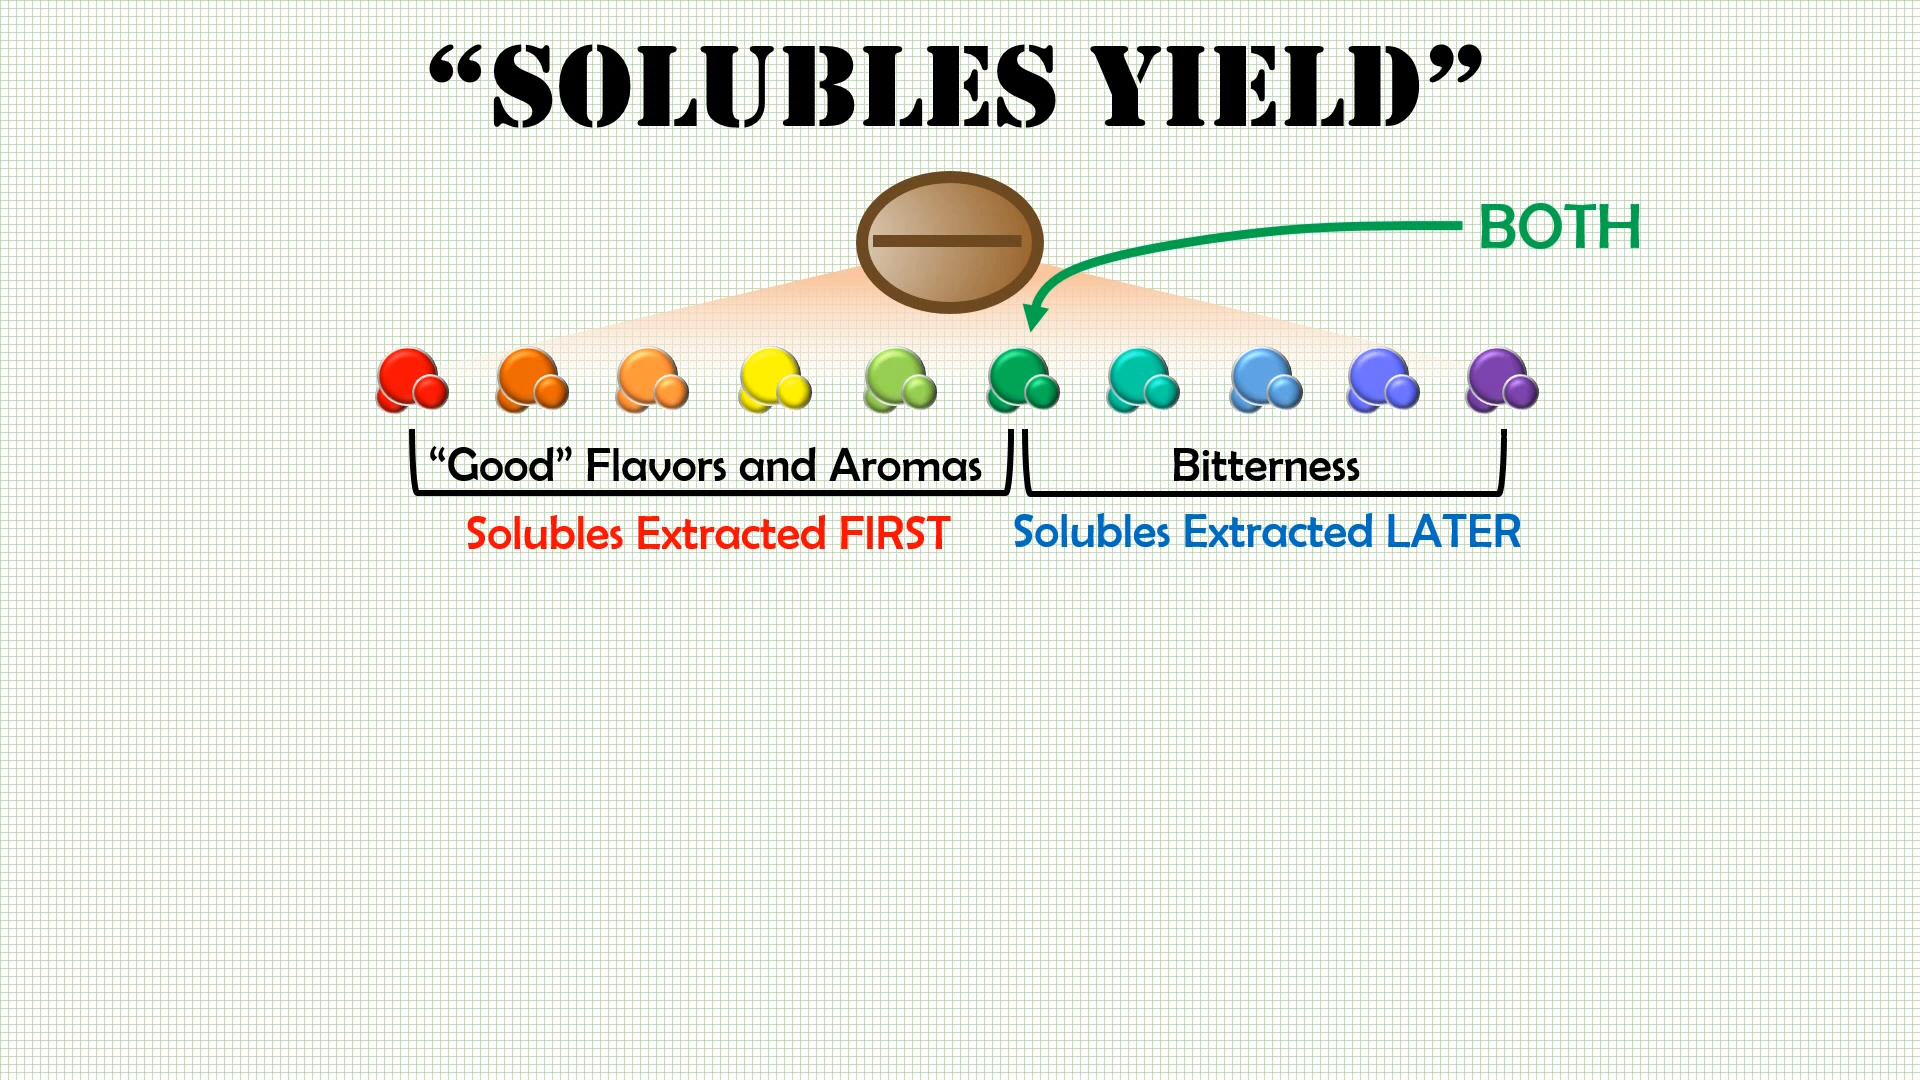 “SOLUBLES YIELD”
BOTH
“Good” Flavors and Aromas
Bitterness
Solubles Extracted FIRST
Solubles Extracted LATER